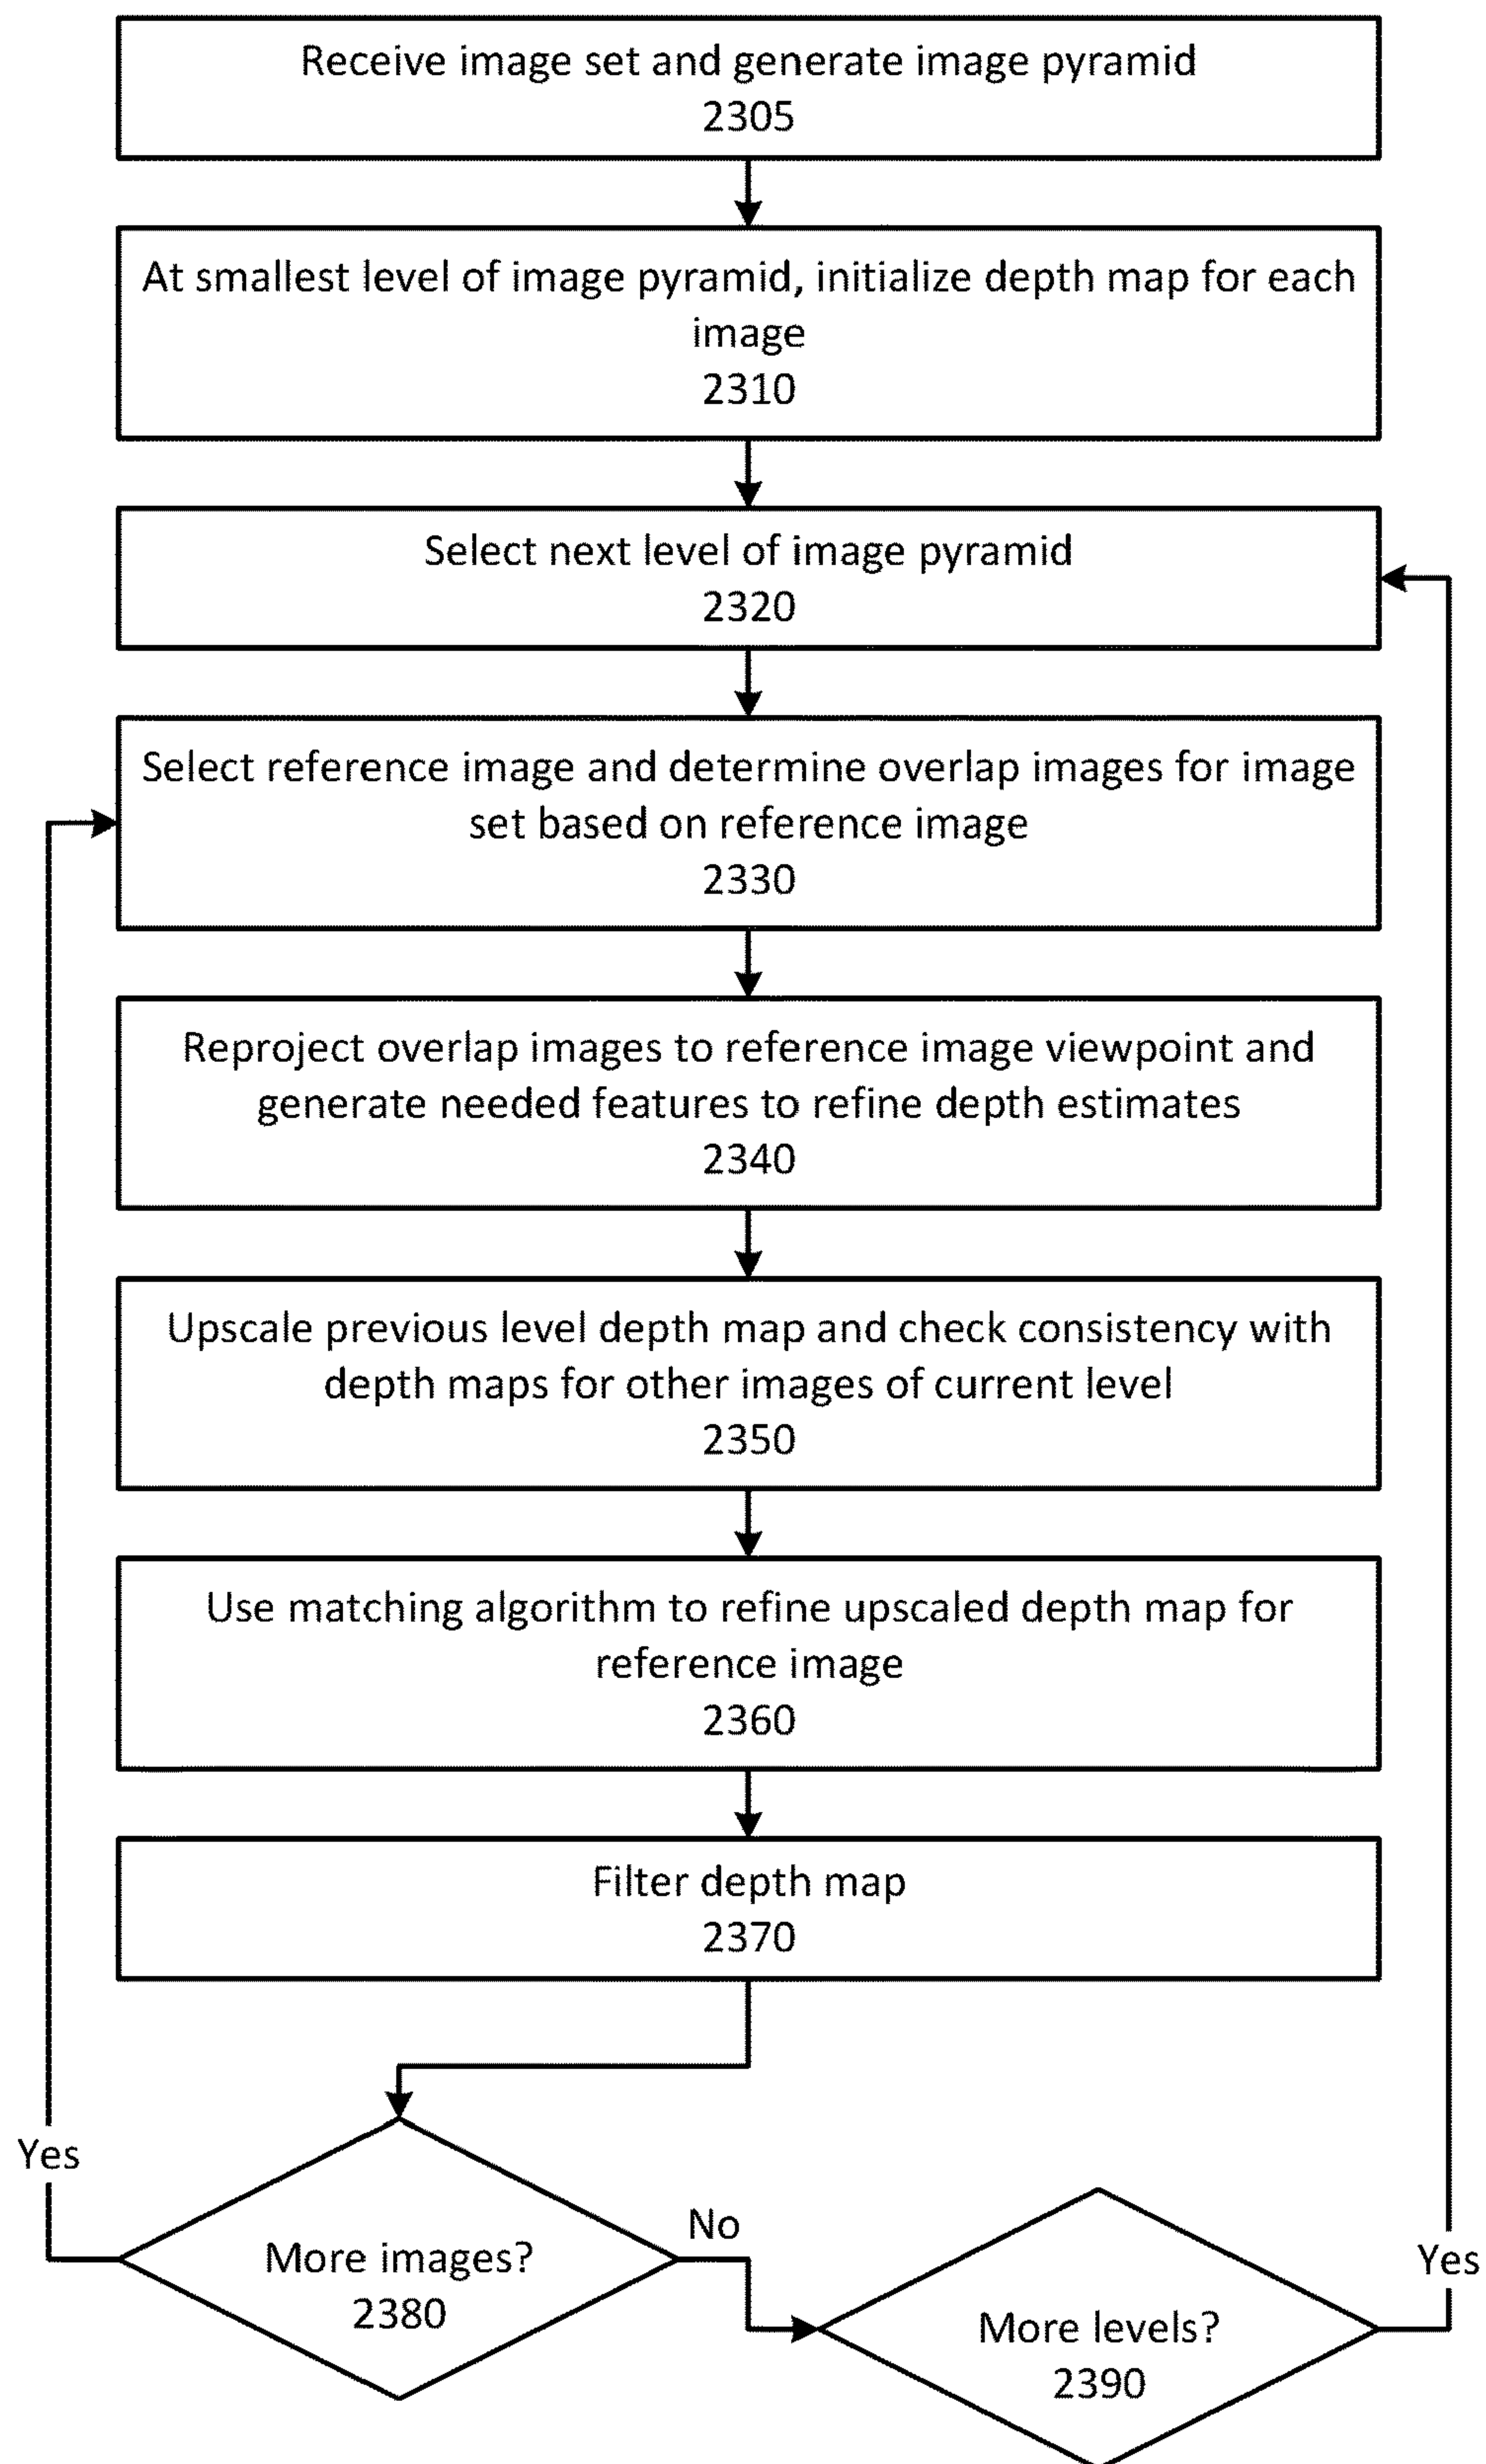 Receive image set and generate image pyramid
2305
At smallest level of image pyramid, initialize depth map for each
image
2310
Select next level of image pyramid
2320
Select reference image and determine overlap images for image
set based on reference image
2330
Reproject overlap images to reference image viewpoint and
generate needed features to refine depth estimates
2340
Upscale previous level depth map and check consistency with
depth maps for other images of current level
2350
Use matching algorithm to refine upscaled depth map for
reference image
2360
Filter depth map
2370
Yes
More images?
2380
No
More levels?
2390
Yes